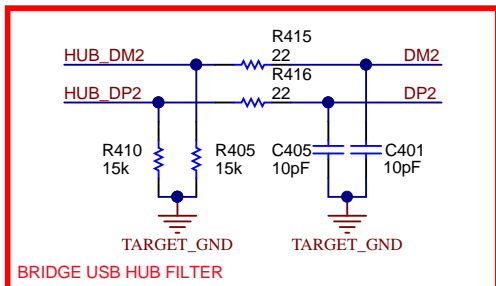 R415
HUB_DM2 22 DM2
R416
HUB_DP2 22 DP2
R410 R405 C405 C401
15k 15k 10pF 10pF
TARGET_GND TARGET_GND
BRIDGE USB HUB FILTER